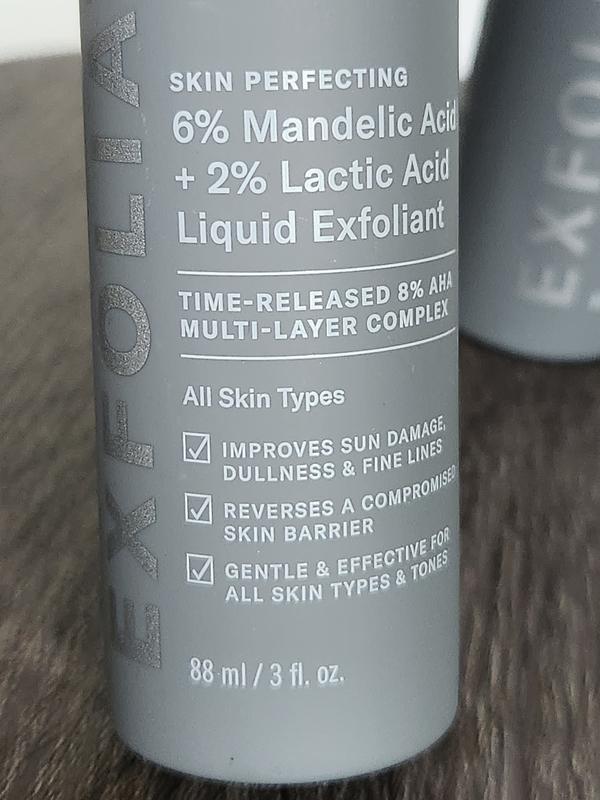 EXFOLIA
SKIN PERFECTING
6% Mandelic Acid
+ 2% Lactic Acid
Liquid Exfoliant
TIME-RELEASED 8% AHA
MULTI-LAYER COMPLEX
All Skin Types
IMPROVES SUN DAMAGE,
DULLNESS & FINE LINES
REVERSES A COMPROMISED
SKIN BARRIER
GENTLE & EFFECTIVE FOR
ALL SKIN TYPES & TONES
88 ml / 3 fl. oz.
EXFO